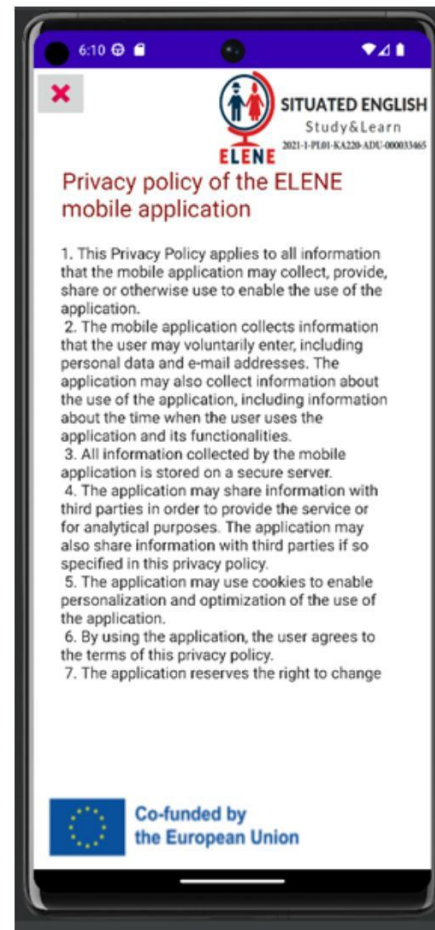 6:10
SITUATED ENGLISH
Study&Learn
2021-1-PL01-KA220-ADU-000033465
ELENE
Privacy policy of the ELENE
mobile application
1. This Privacy Policy applies to all information
that the mobile application may collect, provide,
share or otherwise use to enable the use of the
application.
2. The mobile application collects information
that the user may voluntarily enter, including
personal data and e-mail addresses. The
application may also collect information about
the use of the application, including information
about the time when the user uses the
application and its functionalities.
3. All information collected by the mobile
application is stored on a secure server.
4. The application may share information with
third parties in order to provide the service or
for analytical purposes. The application may
also share information with third parties if so
specified in this privacy policy.
5. The application may use cookies to enable
personalization and optimization of the use of
the application.
6. By using the application, the user agrees to
the terms of this privacy policy.
7. The application reserves the right to change
Co-funded by
the European Union